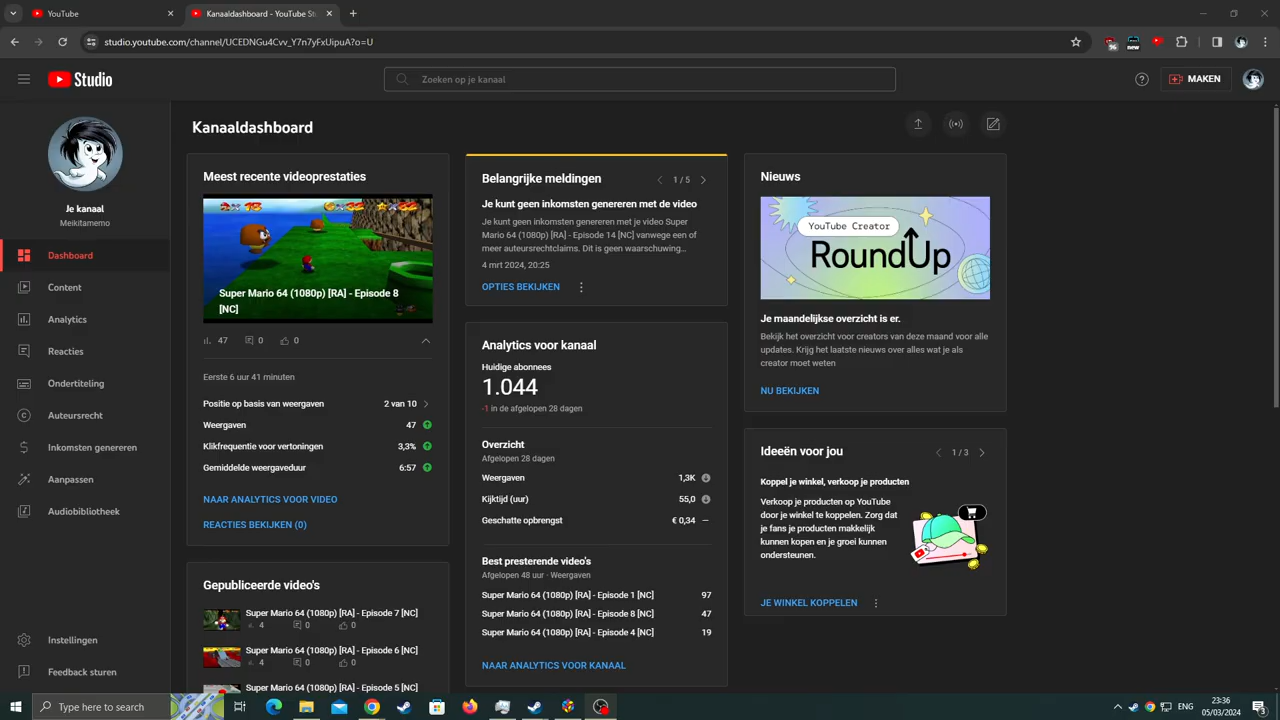 YouTube
Kanaaldashboard - YouTube St
studio.youtube.com/channel/UCEDNGu4Cvv_Y7n7yFxUipuA?o=U
96
new
Studio
Zoeken op je kanaal
MAKEN
Je kanaal
Meikitamemo
Dashboard
Content
Analytics
Reacties
Ondertiteling
Auteursrecht
Inkomsten genereren
Aanpassen
Audiobibliotheek
Instellingen
Feedback sturen
Kanaaldashboard
Meest recente videoprestaties
Super Mario 64 (1080p) [RA] - Episode 8
[NC]
47
0
0
Eerste 6 uur 41 minuten
Positie op basis van weergaven 2 van 10
Weergaven 47
Klikfrequentie voor vertoningen 3,3%
Gemiddelde weergaveduur 6:57
NAAR ANALYTICS VOOR VIDEO
REACTIES BEKIJKEN (0)
Gepubliceerde video's
Super Mario 64 (1080p) [RA] - Episode 7 [NC]
4 0 0
Super Mario 64 (1080p) [RA] - Episode 6 [NC]
4 0 0
Super Mario 64 (1080p) [RA] - Episode 5 [NC]
Belangrijke meldingen
1 / 5
Je kunt geen inkomsten genereren met de video
Je kunt geen inkomsten genereren met je video Super
Mario 64 (1080p) [RA] - Episode 14 [NC] vanwege een of
meer auteursrechtclaims. Dit is geen waarschuwing...
4 mrt 2024, 20:25
OPTIES BEKIJKEN
Analytics voor kanaal
Huidige abonnees
1.044
-1 in de afgelopen 28 dagen
Overzicht
Afgelopen 28 dagen
Weergaven 1,3K
Kijktijd (uur) 55,0
Geschatte opbrengst € 0,34 —
Best presterende video's
Afgelopen 48 uur · Weergaven
Super Mario 64 (1080p) [RA] - Episode 1 [NC] 97
Super Mario 64 (1080p) [RA] - Episode 8 [NC] 47
Super Mario 64 (1080p) [RA] - Episode 4 [NC] 19
NAAR ANALYTICS VOOR KANAAL
Nieuws
YouTube Creator
RoundUp
Je maandelijkse overzicht is er.
Bekijk het overzicht voor creators van deze maand voor alle
updates. Krijg het laatste nieuws over alles wat je als
creator moet weten
NU BEKIJKEN
Ideeën voor jou
1 / 3
Koppel je winkel, verkoop je producten
Verkoop je producten op YouTube
door je winkel te koppelen. Zorg dat
je fans je producten makkelijk
kunnen kopen en je groei kunnen
ondersteunen.
JE WINKEL KOPPELEN
Type here to search
ENG
23:36
05/03/2024